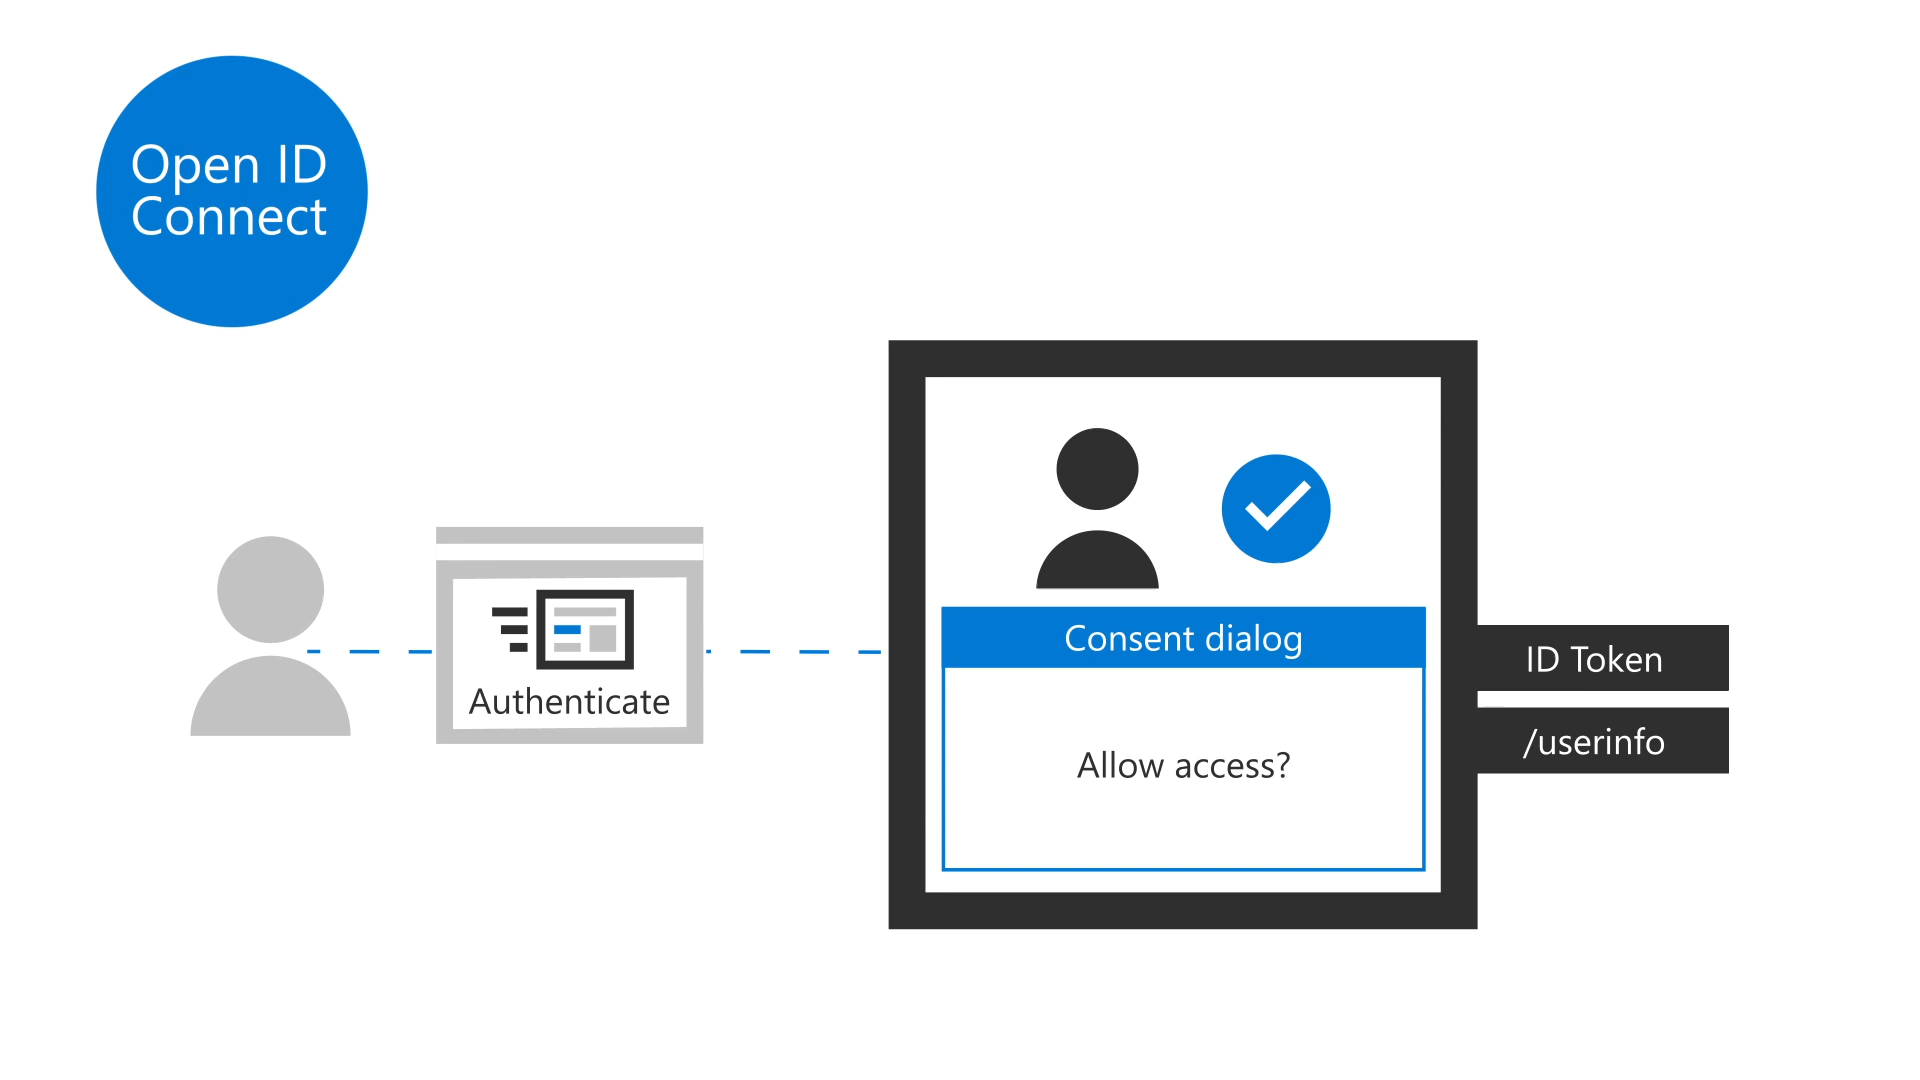 Open ID
Connect
Authenticate
Consent dialog
Allow access?
ID Token
/userinfo